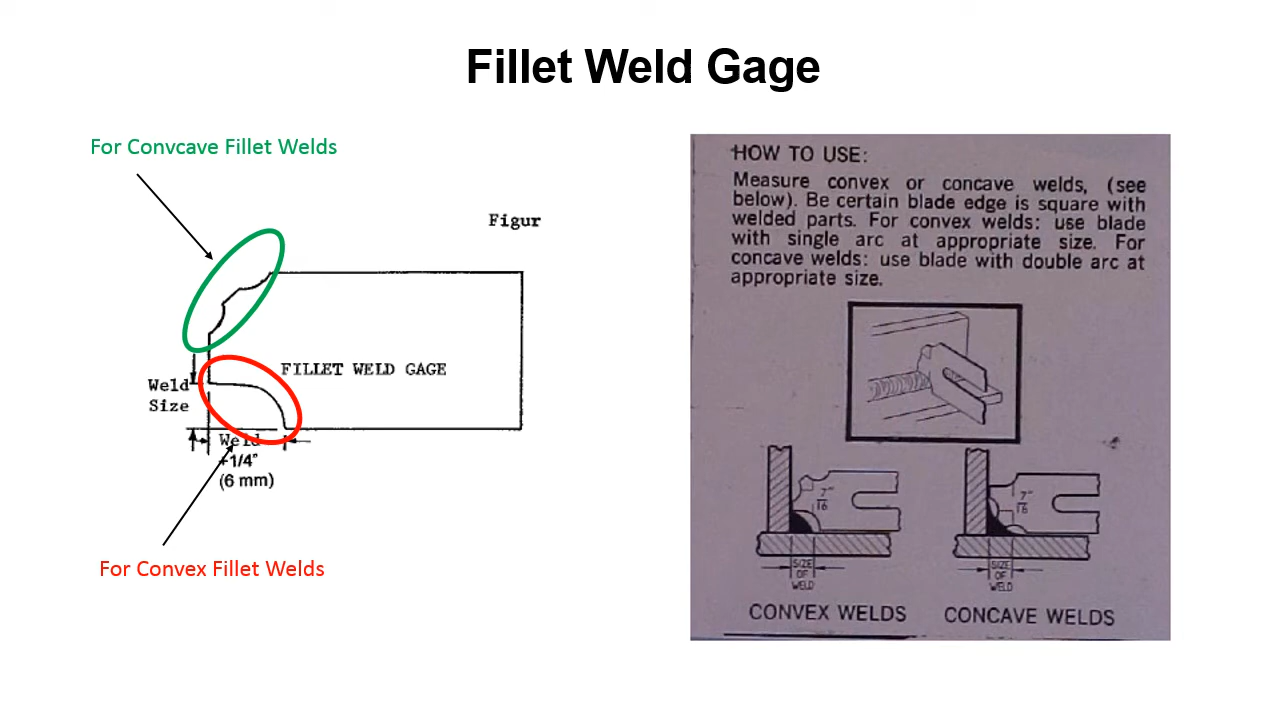 Fillet Weld Gage
For Convcave Fillet Welds
Figur
FILLET WELD GAGE
Weld
Size
Weld
+1/4"
(6 mm)
For Convex Fillet Welds
HOW TO USE:
Measure convex or concave welds, (see
below). Be certain blade edge is square with
welded parts. For convex welds: use blade
with single arc at appropriate size. For
concave welds: use blade with double arc at
appropriate size.
7"
16
7"
16
SIZE
OF
WELD
SIZE
OF
WELD
CONVEX WELDS
CONCAVE WELDS